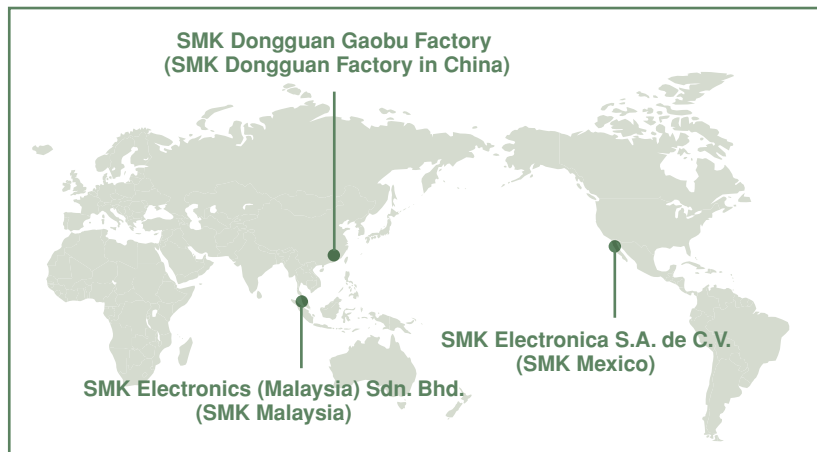 SMK Dongguan Gaobu Factory
(SMK Dongguan Factory in China)
SMK Electronica S.A. de C.V.
(SMK Mexico)
SMK Electronics (Malaysia) Sdn. Bhd.
(SMK Malaysia)